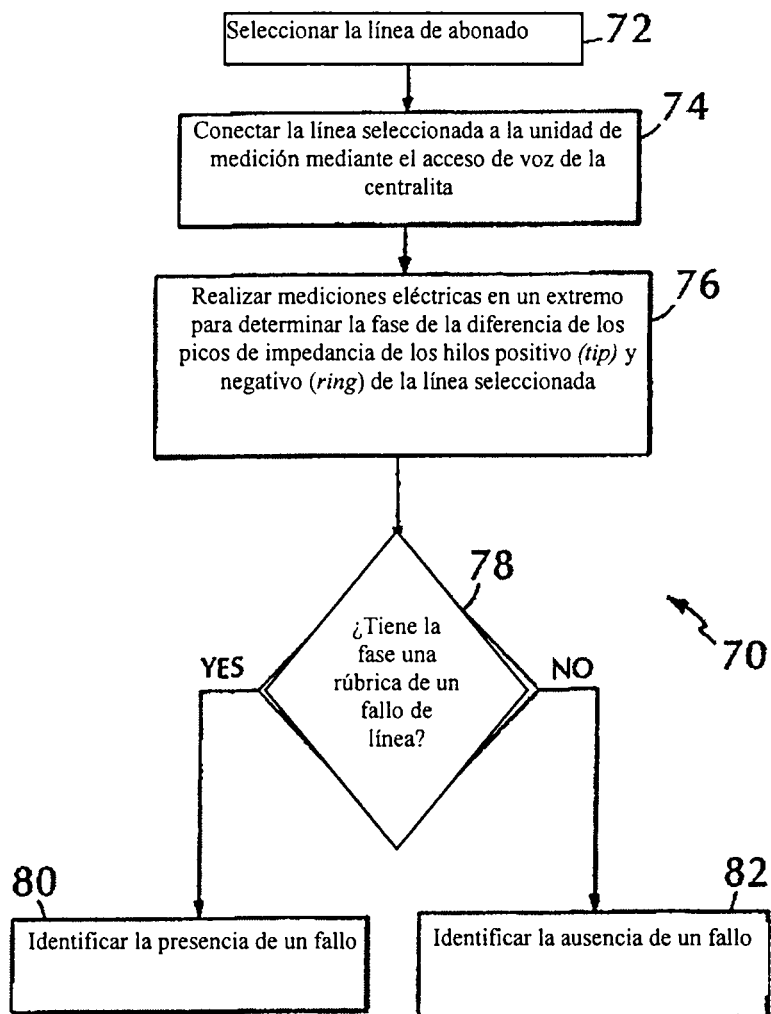 Seleccionar la línea de abonado
72
74
Conectar la línea seleccionada a la unidad de
medición mediante el acceso de voz de la
centralita
76
Realizar mediciones eléctricas en un extremo
para determinar la fase de la diferencia de los
picos de impedancia de los hilos positivo (tip) y
negativo (ring) de la línea seleccionada
78
¿Tiene la
fase una
rúbrica de un
fallo de
línea?
YES
NO
70
80
Identificar la presencia de un fallo
82
Identificar la ausencia de un fallo